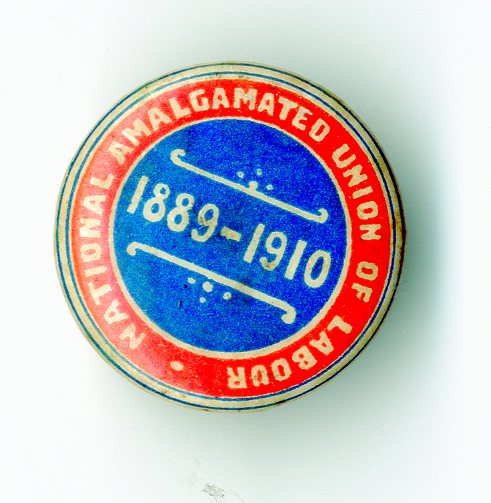 NATIONAL AMALGAMATED UNION OF LABOUR
1889-1910